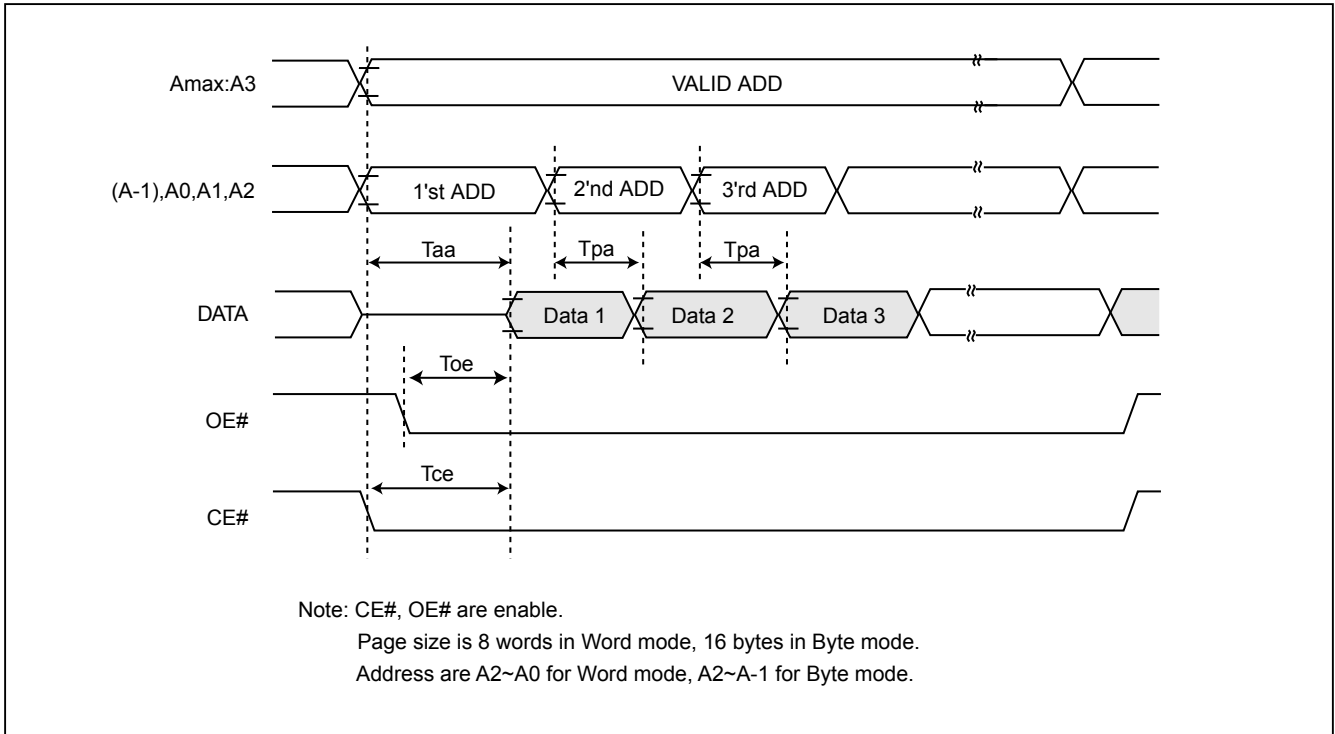 Amax:A3
VALID ADD
(A-1),A0,A1,A2
1'st ADD
2'nd ADD
3'rd ADD
Taa
Tpa
Tpa
DATA
Data 1
Data 2
Data 3
Toe
OE#
Tce
CE#
Note: CE#, OE# are enable.
Page size is 8 words in Word mode, 16 bytes in Byte mode.
Address are A2~A0 for Word mode, A2~A-1 for Byte mode.